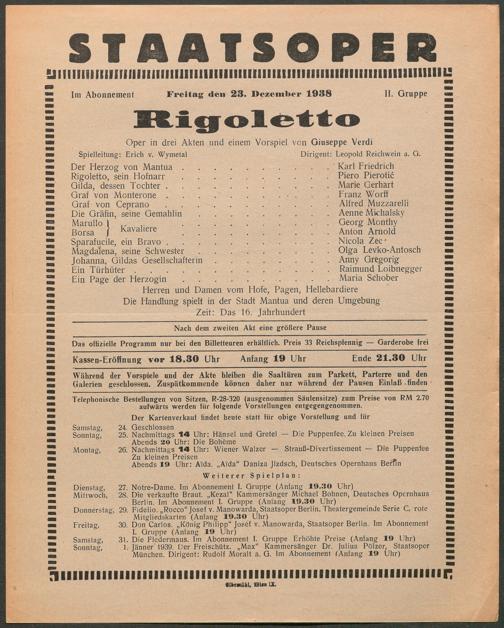 STAATSOPER
Im Abonnement Freitag den 23. Dezember 1938 II. Gruppe
Rigoletto
Oper in drei Akten und einem Vorspiel von Giuseppe Verdi
Spielleitung: Erich v. Wymetal Dirigent: Leopold Reichwein a. G.
Der Herzog von Mantua . . . . . . . . . Karl Friedrich
Rigoletto, sein Hofnarr . . . . . . . . . Piero Pierotić
Gilda, dessen Tochter . . . . . . . . . Marie Gerhart
Graf von Monterone . . . . . . . . . Franz Worff
Graf von Ceprano . . . . . . . . . Alfred Muzzarelli
Die Gräfin, seine Gemahlin . . . . . . . . . Aenne Michalsky
Marullo } Kavaliere . . . . . . . . . Georg Monthy
Borsa . . . . . . . . . Anton Arnold
Sparafucile, ein Bravo . . . . . . . . . Nicola Zec
Magdalena, seine Schwester . . . . . . . . . Olga Levko-Antosch
Johanna, Gildas Gesellschafterin . . . . . . . . . Anny Gregorig
Ein Türhüter . . . . . . . . . Raimund Loibnegger
Ein Page der Herzogin . . . . . . . . . Maria Schober
Herren und Damen vom Hofe, Pagen, Hellebardiere
Die Handlung spielt in der Stadt Mantua und deren Umgebung
Zeit: Das 16. Jahrhundert
Nach dem zweiten Akt eine größere Pause
Das offizielle Programm nur bei den Billetteuren erhältlich. Preis 33 Reichspfennig — Garderobe frei
Kassen-Eröffnung vor 18.30 Uhr Anfang 19 Uhr Ende 21.30 Uhr
Während der Vorspiele und der Akte bleiben die Saaltüren zum Parkett, Parterre und den
Galerien geschlossen. Zuspätkommende können daher nur während der Pausen Einlaß finden
Telephonische Bestellungen von Sitzen, R-28-320 (ausgenommen Säulensitze) zum Preise von RM 2.70
aufwärts werden für folgende Vorstellungen entgegengenommen.
Der Kartenverkauf findet heute statt für obige Vorstellung und für
Samstag, 24. Geschlossen
Sonntag, 25. Nachmittags 14 Uhr: Hänsel und Gretel — Die Puppenfee. Zu kleinen Preisen
Abends 20 Uhr: Die Bohème
Montag, 26. Nachmittags 14 Uhr: Wiener Walzer — Strauß-Divertissement — Die Puppenfee
Zu kleinen Preisen
Abends 19 Uhr: Aida. „Aida" Daniza Jlitsch, Deutsches Opernhaus Berlin
Weiterer Spielplan:
Dienstag, 27. Notre-Dame. Im Abonnement I. Gruppe (Anfang 19.30 Uhr)
Mittwoch, 28. Die verkaufte Braut. „Kezal" Kammersänger Michael Bohnen, Deutsches Opernhaus
Berlin. Im Abonnement I. Gruppe (Anfang 19.30 Uhr)
Donnerstag, 29. Fidelio. „Rocco" Josef v. Manowarda, Staatsoper Berlin. Theatergemeinde Serie C, rote
Mitgliedskarten (Anfang 19.30 Uhr)
Freitag, 30. Don Carlos. „König Philipp" Josef v. Manowarda, Staatsoper Berlin. Im Abonnement
I. Gruppe (Anfang 19 Uhr)
Samstag, 31. Die Fledermaus. Im Abonnement I. Gruppe Erhöhte Preise (Anfang 19 Uhr)
Sonntag, 1. Jänner 1939. Der Freischütz. „Max" Kammersänger Dr. Julius Pölzer, Staatsoper
München. Dirigent: Rudolf Moralt a. G. Im Abonnement (Anfang 19 Uhr)
Elbemühl, Wien IX.